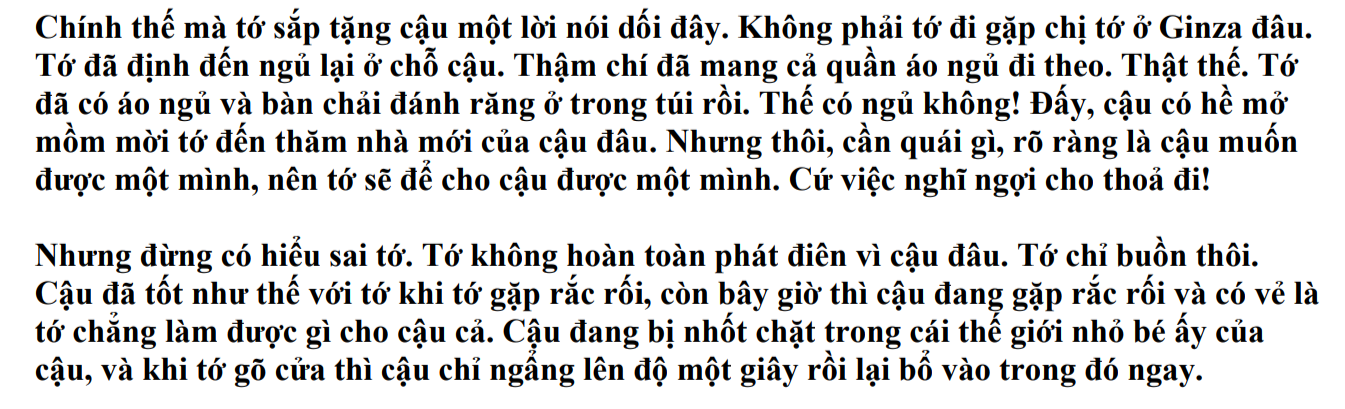 Chính thế mà tớ sắp tặng cậu một lời nói dối đây. Không phải tớ đi gặp chị tớ ở Ginza đâu.
Tớ đã định đến ngủ lại ở chỗ cậu. Thậm chí đã mang cả quần áo ngủ đi theo. Thật thế. Tớ
đã có áo ngủ và bàn chải đánh răng ở trong túi rồi. Thế có ngủ không! Đấy, cậu có hề mở
mồm mời tớ đến thăm nhà mới của cậu đâu. Nhưng thôi, cần quái gì, rõ ràng là cậu muốn
được một mình, nên tớ sẽ để cho cậu được một mình. Cứ việc nghĩ ngợi cho thoả đi!
Nhưng đừng có hiểu sai tớ. Tớ không hoàn toàn phát điên vì cậu đâu. Tớ chỉ buồn thôi.
Cậu đã tốt như thế với tớ khi tớ gặp rắc rối, còn bây giờ thì cậu đang gặp rắc rối và có vẻ là
tớ chẳng làm được gì cho cậu cả. Cậu đang bị nhốt chặt trong cái thế giới nhỏ bé ấy của
cậu, và khi tớ gõ cửa thì cậu chỉ ngẩng lên độ một giây rồi lại bổ vào trong đó ngay.